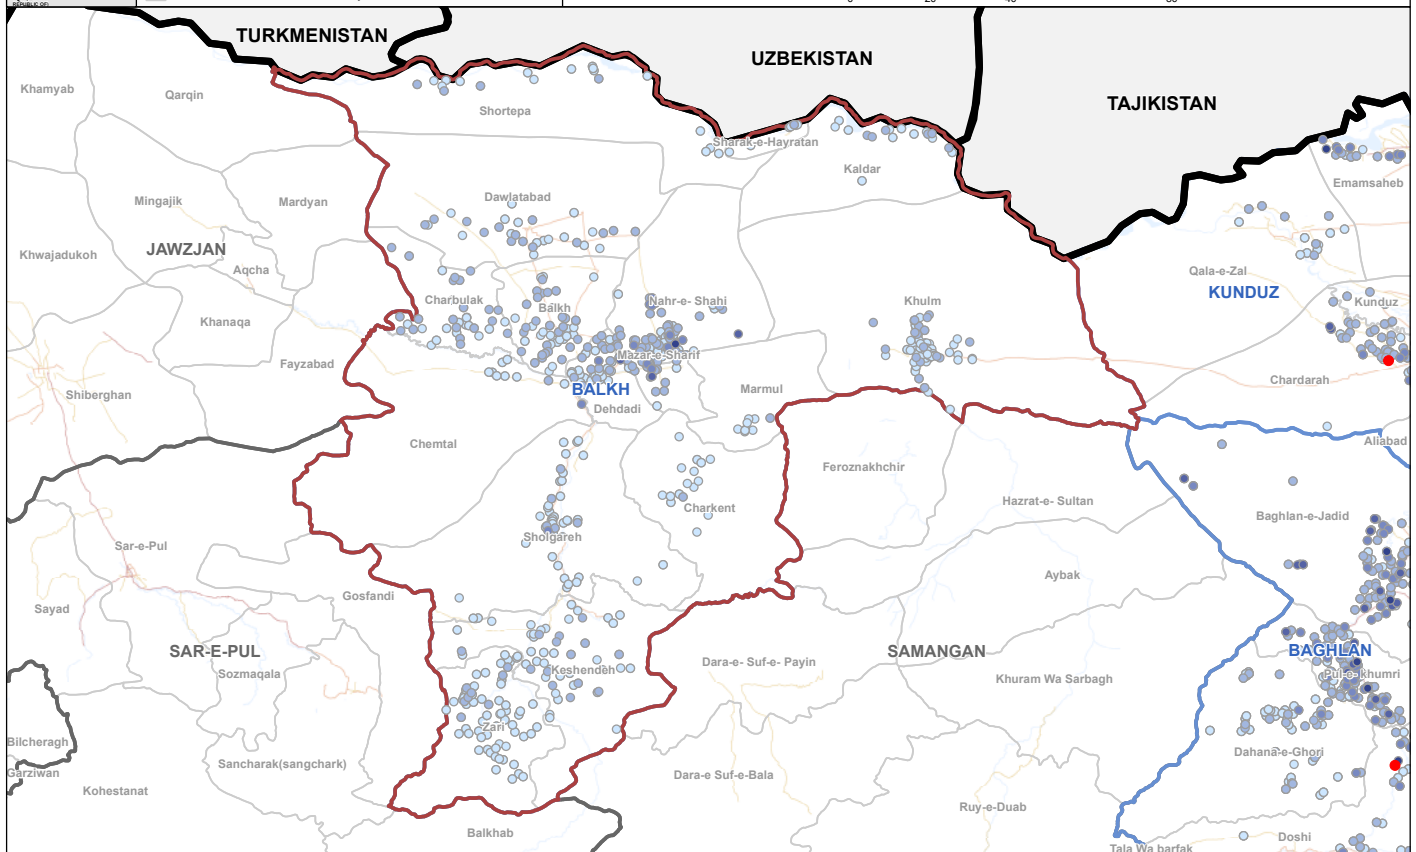 REPUBLIC OF)
TURKMENISTAN
UZBEKISTAN
TAJIKISTAN
Khamyab
Qarqin
Shortepa
Sharak-e-Hayratan
Kaldar
Emamsaheb
Mingajik
Mardyan
Dawlatabad
Khwajadukoh
JAWZJAN
Aqcha
Qala-e-Zal
KUNDUZ
Charbulak
Balkh
Nahr-e- Shahi
Khulm
Kunduz
Khanaqa
Fayzabad
Mazar-e-Sharif
Shiberghan
BALKH
Marmul
Chardarah
Dehdadi
Chemtal
Aliabad
Feroznakhchir
Hazrat-e- Sultan
Charkent
Baghlan-e-Jadid
Sholgareh
Sar-e-Pul
Aybak
Gosfandi
Sayad
SAR-E-PUL
SAMANGAN
BAGHLAN
Sozmaqala
Keshendeh
Dara-e- Suf-e- Payin
Khuram Wa Sarbagh
Pul-e- khumri
Zari
Bilcheragh
Dahana-e-Ghori
Sancharak(sangchark)
Garziwan
Dara-e Suf-e-Bala
Kohestanat
Ruy-e-Duab
Balkhab
Doshi
Tala Wa barfak